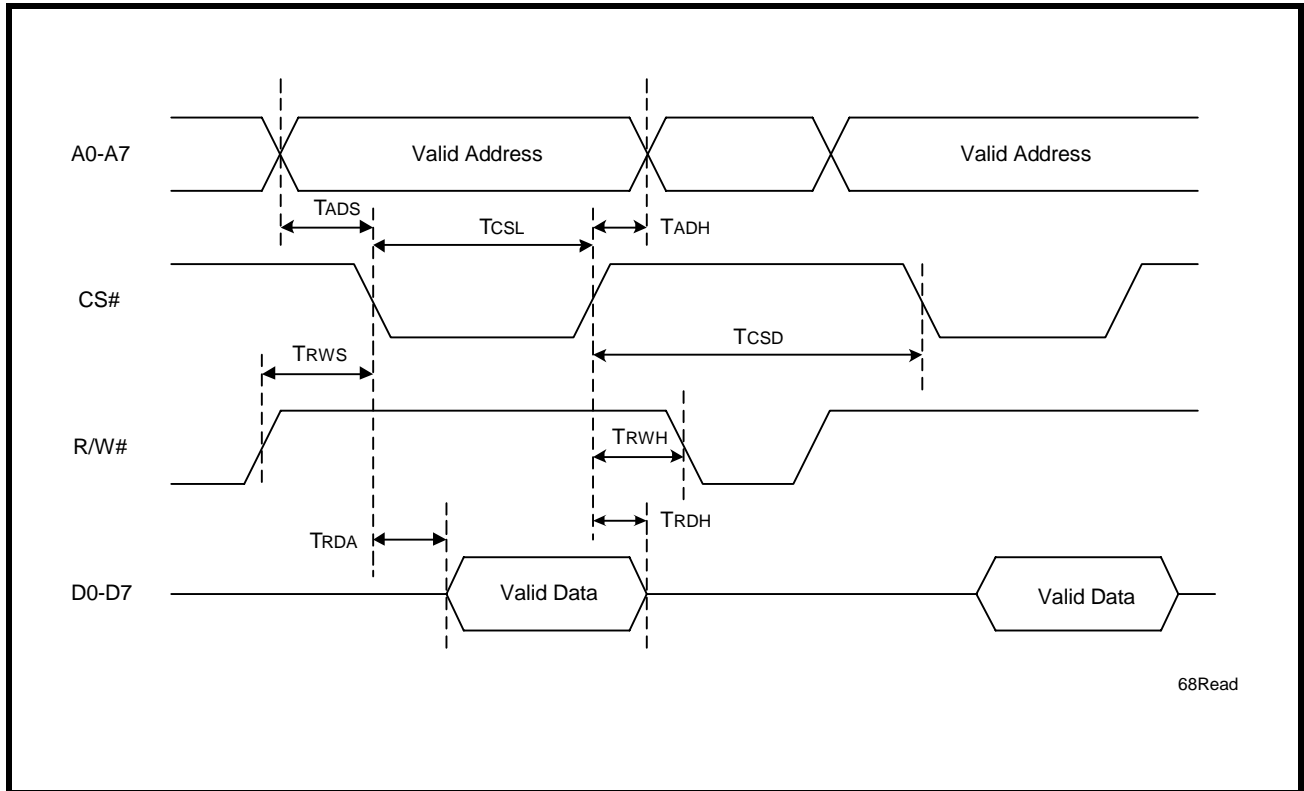 A0-A7
Valid Address
Valid Address
TADS
TCSL
TADH
CS#
TCSD
TRWS
R/W#
TRWH
TRDH
TRDA
D0-D7
Valid Data
Valid Data
68Read